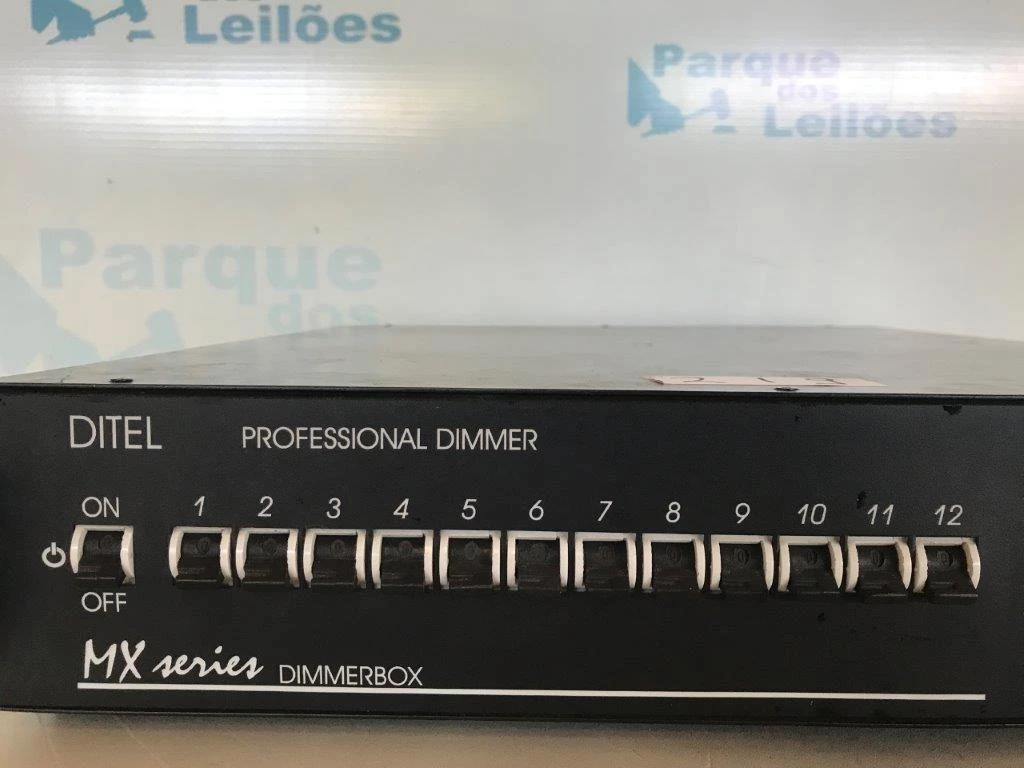 Leilões
Parque
dos
Leilões
Parque
dos
DITEL PROFESSIONAL DIMMER
ON 1 2 3 4 5 6 7 8 9 10 11 12
OFF
MX series DIMMERBOX